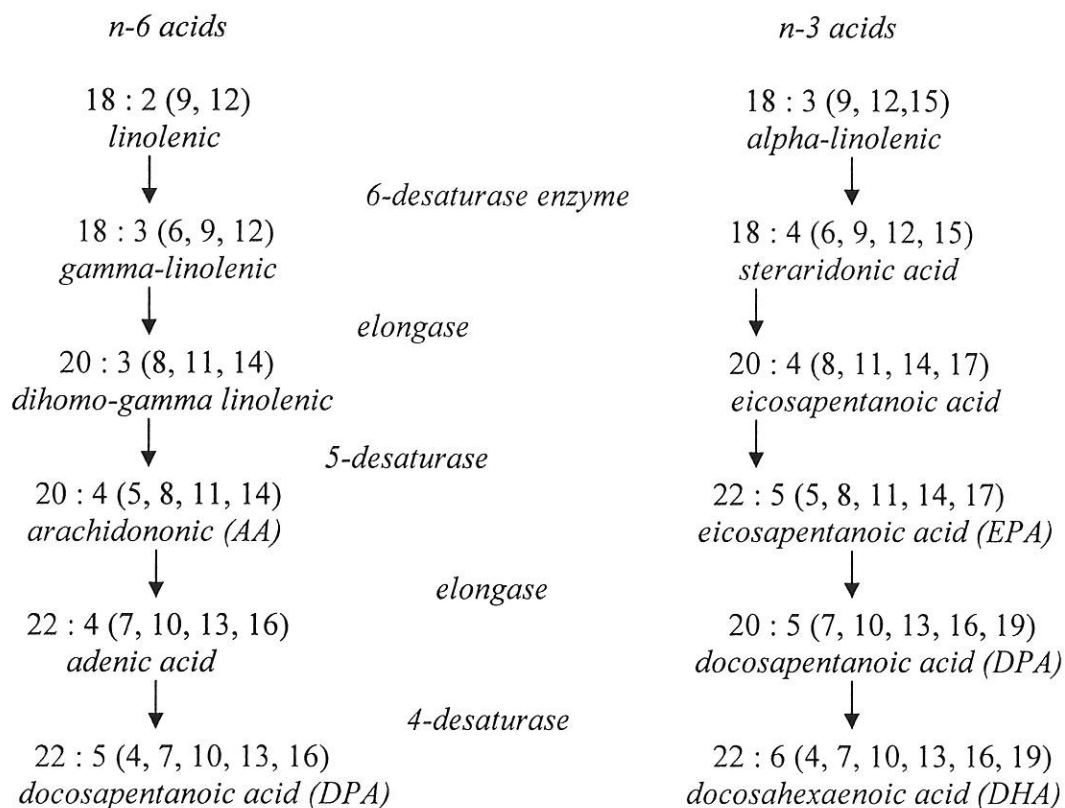 n-6 acids
n-3 acids
18 : 2 (9, 12)
linolenic
18 : 3 (9, 12,15)
alpha-linolenic
6-desaturase enzyme
18 : 3 (6, 9, 12)
gamma-linolenic
18 : 4 (6, 9, 12, 15)
steraridonic acid
elongase
20 : 3 (8, 11, 14)
dihomo-gamma linolenic
20 : 4 (8, 11, 14, 17)
eicosapentanoic acid
5-desaturase
20 : 4 (5, 8, 11, 14)
arachidononic (AA)
22 : 5 (5, 8, 11, 14, 17)
eicosapentanoic acid (EPA)
elongase
22 : 4 (7, 10, 13, 16)
adenic acid
20 : 5 (7, 10, 13, 16, 19)
docosapentanoic acid (DPA)
4-desaturase
22 : 5 (4, 7, 10, 13, 16)
docosapentanoic acid (DPA)
22 : 6 (4, 7, 10, 13, 16, 19)
docosahexaenoic acid (DHA)